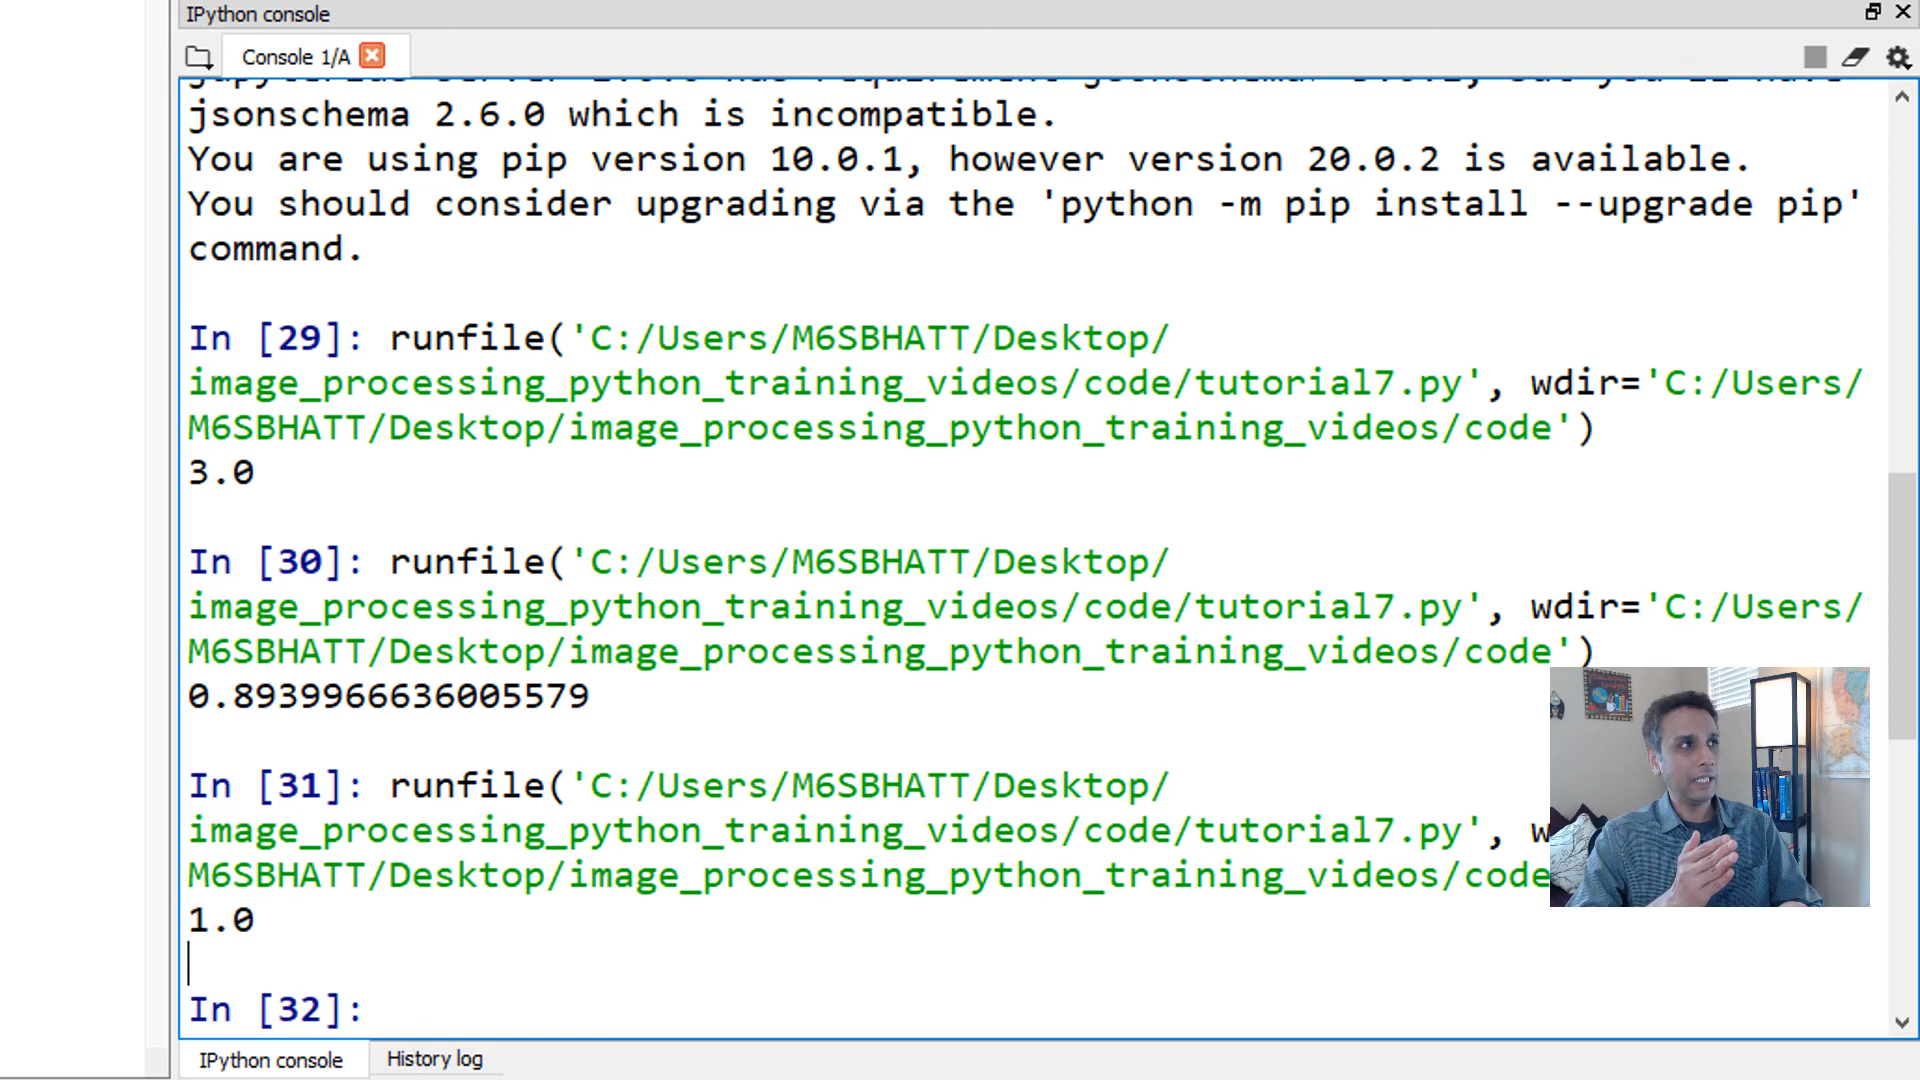 IPython console
Console 1/A
jsonschema 2.6.0 which is incompatible.
You are using pip version 10.0.1, however version 20.0.2 is available.
You should consider upgrading via the 'python -m pip install --upgrade pip'
command.
In [29]: runfile('C:/Users/M6SBHATT/Desktop/
image_processing_python_training_videos/code/tutorial7.py', wdir='C:/Users/
M6SBHATT/Desktop/image_processing_python_training_videos/code')
3.0
In [30]: runfile('C:/Users/M6SBHATT/Desktop/
image_processing_python_training_videos/code/tutorial7.py', wdir='C:/Users/
M6SBHATT/Desktop/image_processing_python_training_videos/code')
0.8939966636005579
In [31]: runfile('C:/Users/M6SBHATT/Desktop/
image_processing_python_training_videos/code/tutorial7.py', w
M6SBHATT/Desktop/image_processing_python_training_videos/code
1.0
In [32]:
IPython console
History log